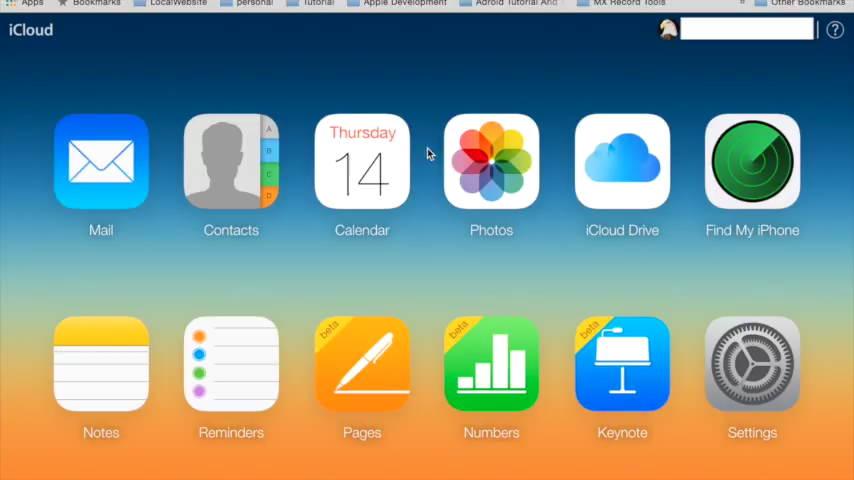 Apps Bookmarks LocalWebsite personal Tutorial Apple Development Adroid Tutorial And MX Record Tools » Other Bookmarks
iCloud ?
Thursday
14
A
B
C
D
Mail Contacts Calendar Photos iCloud Drive Find My iPhone
beta beta beta
Notes Reminders Pages Numbers Keynote Settings